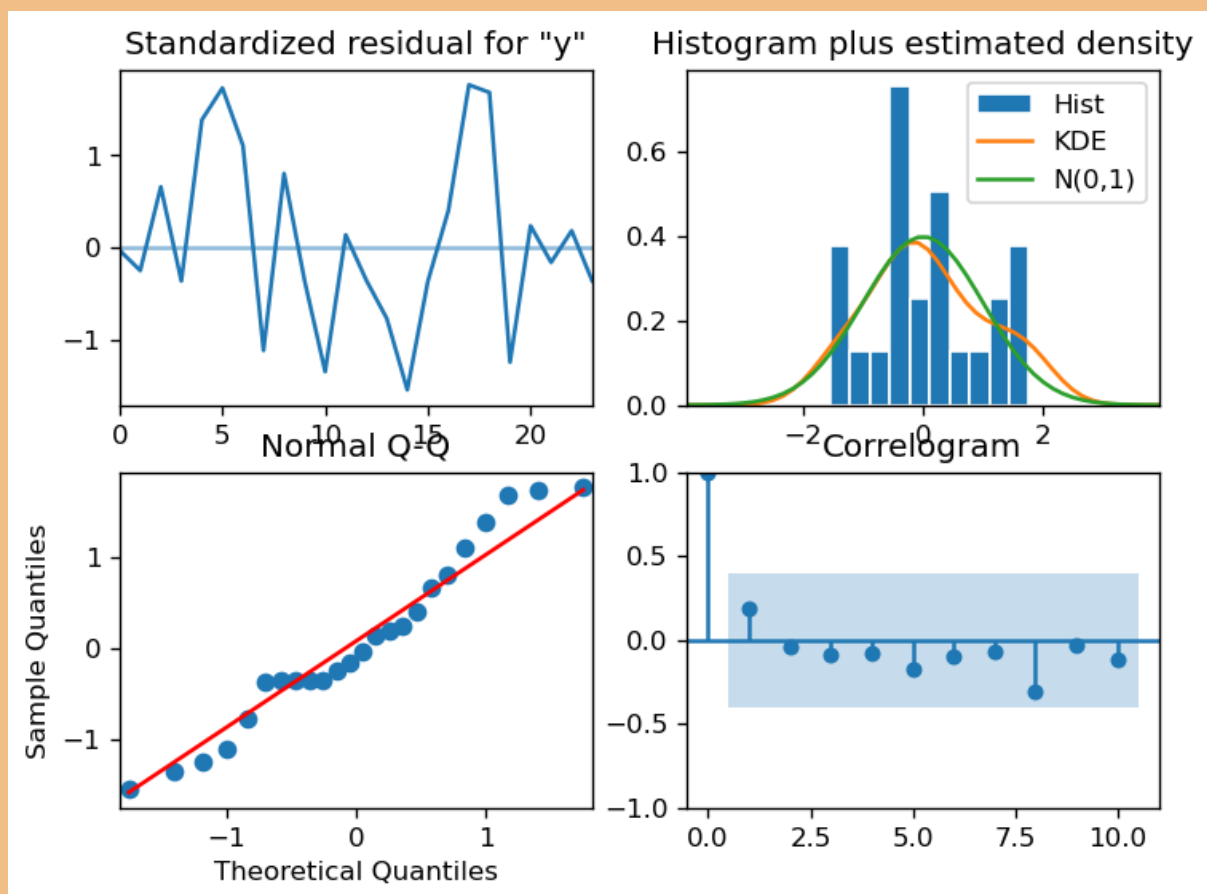 Standardized residual for "y"
1
0
−1
0 5 10 15 20
Histogram plus estimated density
Hist
KDE
N(0,1)
0.6
0.4
0.2
0.0
−2 0 2
Normal Q-Q
Sample Quantiles
1
0
−1
−1 0 1
Theoretical Quantiles
Correlogram
1.0
0.5
0.0
−0.5
−1.0
0.0 2.5 5.0 7.5 10.0